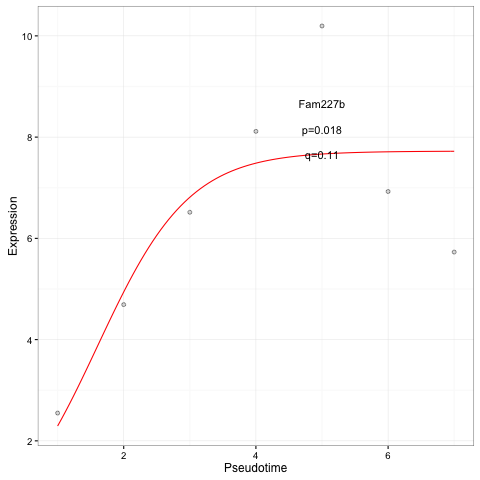 10
Fam227b
8
p=0.018
q=0.11
6
4
2
Expression
2 4 6
Pseudotime